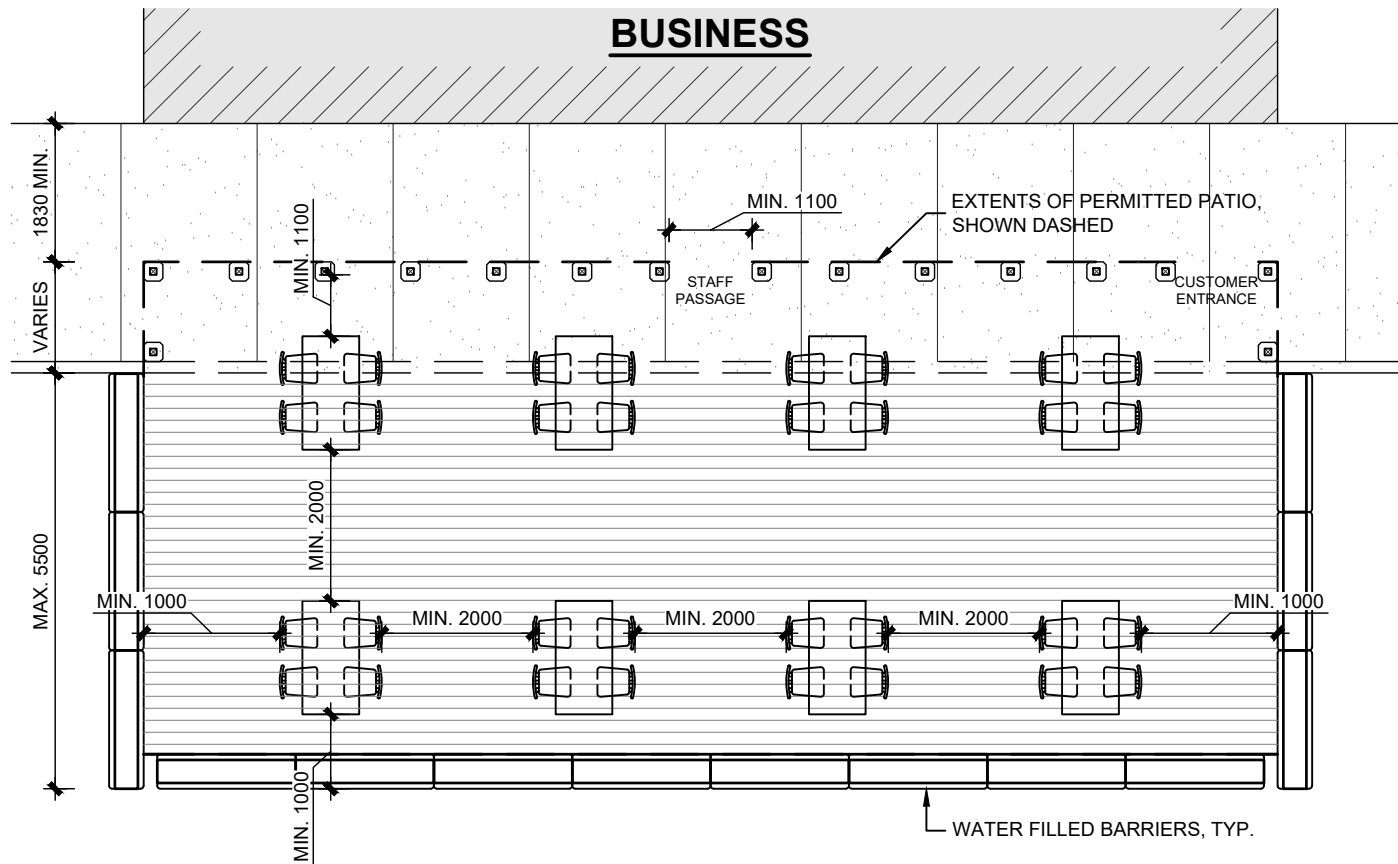 BUSINESS
1830 MIN.
MIN. 1100
MIN. 1100
EXTENTS OF PERMITTED PATIO,
SHOWN DASHED
STAFF
PASSAGE
CUSTOMER
ENTRANCE
VARIES
MIN. 2000
MAX. 5500
MIN. 1000
MIN. 2000
MIN. 2000
MIN. 2000
MIN. 1000
MIN. 1000
WATER FILLED BARRIERS, TYP.